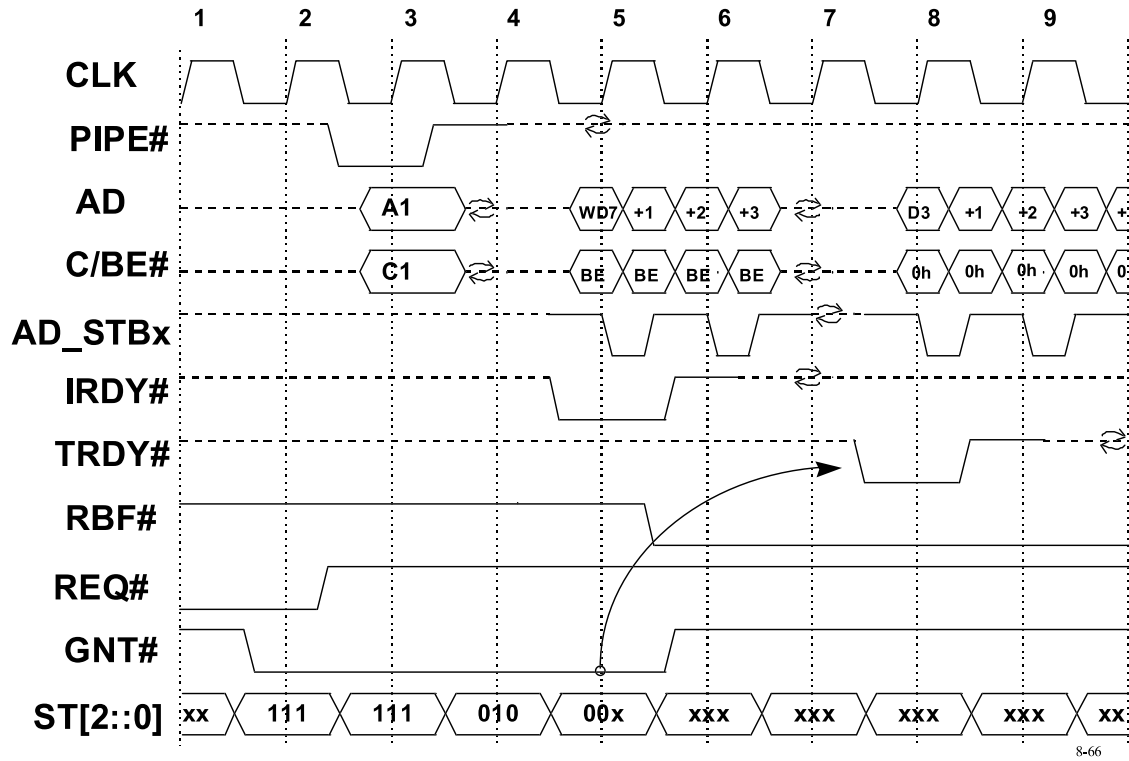 1 2 3 4 5 6 7 8 9
CLK
PIPE#
AD A1 WD7 +1 +2 +3 D3 +1 +2 +3 +
C/BE# C1 BE BE BE BE 0h 0h 0h 0h 0
AD_STBx
IRDY#
TRDY#
RBF#
REQ#
GNT#
ST[2::0] xx 111 111 010 00x xxx xxx xxx xxx xx
8-66